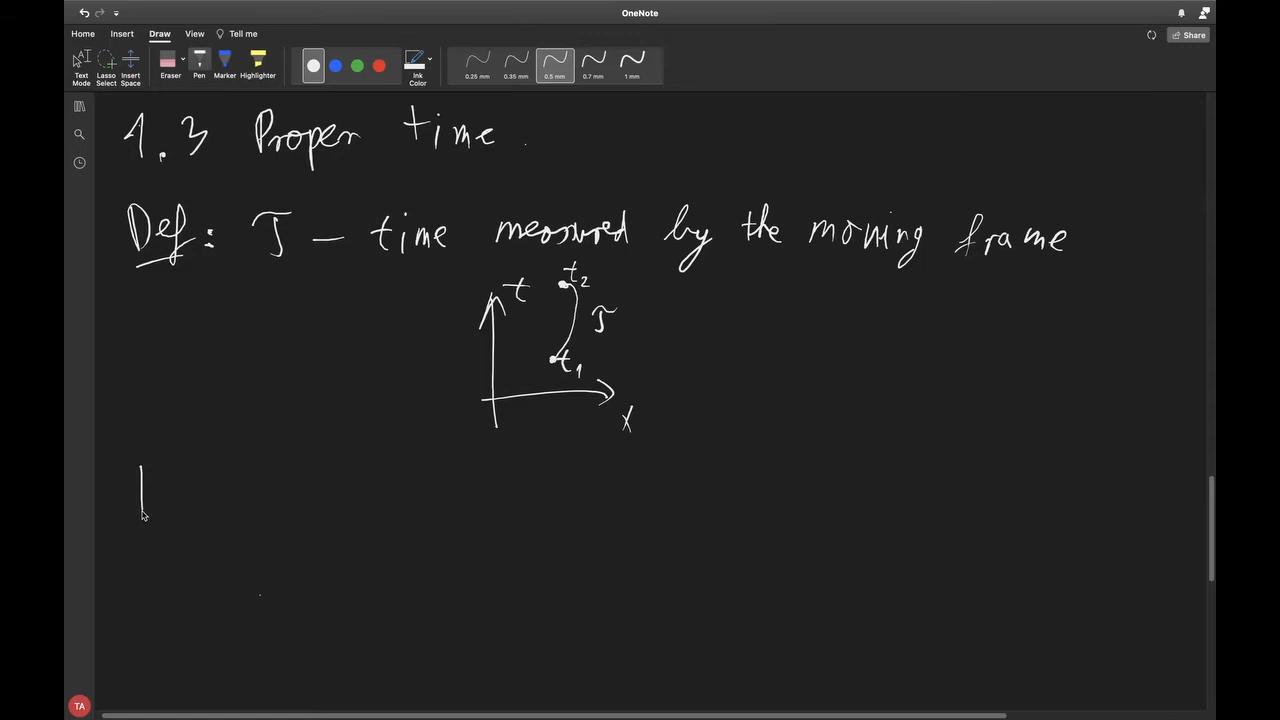 OneNote
Home Insert Draw View Tell me
Share
Text Mode Lasso Select Insert Space Eraser Pen Marker Highlighter Ink Color 0.25 mm 0.35 mm 0.5 mm 0.7 mm 1 mm
1.3 Proper time.
Def: τ — time measured by the moving frame
t t₂
τ
t₁
x
TA